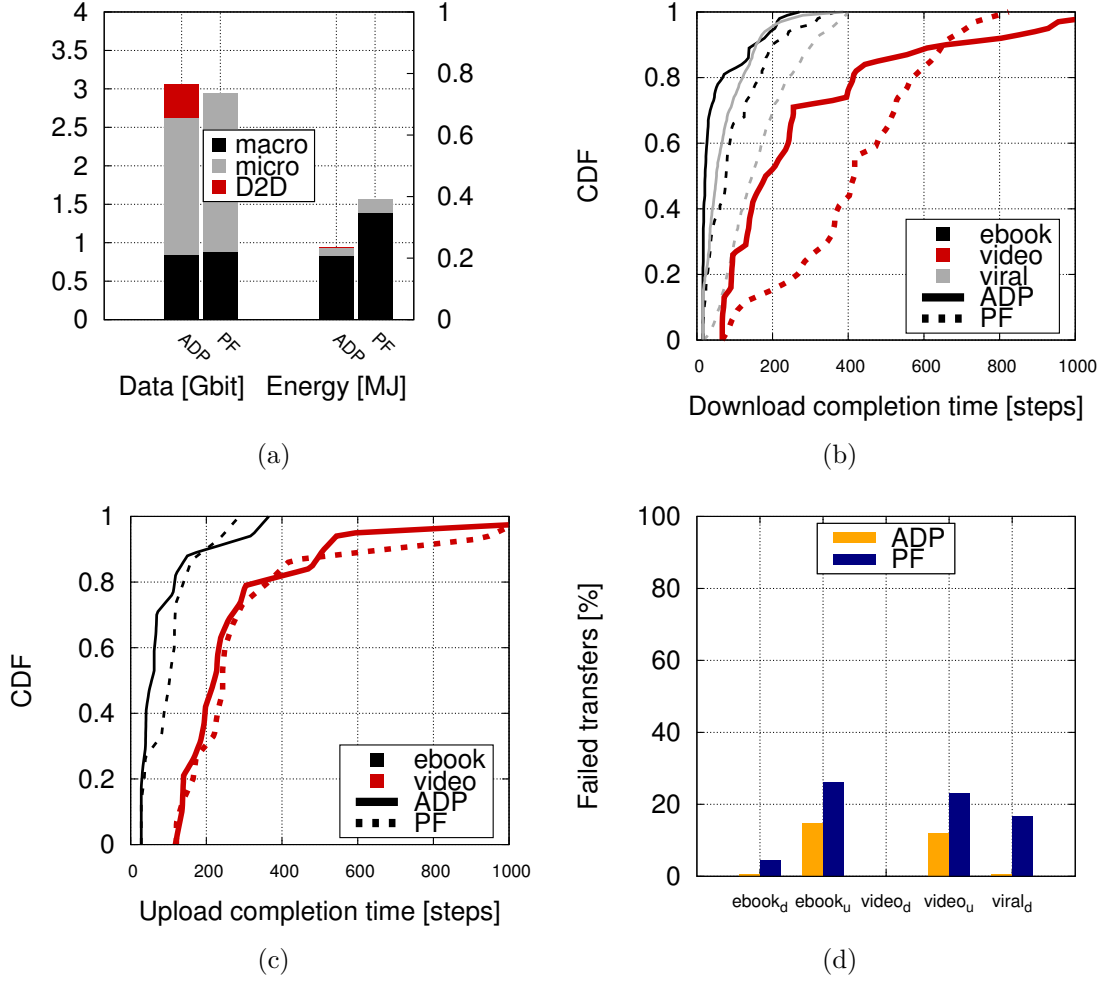 4
3.5
3
2.5
2
1.5
1
0.5
0
1
0.8
0.6
0.4
0.2
0
macro
micro
D2D
ADP
PF
ADP
PF
Data [Gbit]
Energy [MJ]
(a)
1
0.8
0.6
0.4
0.2
0
CDF
ebook
video
viral
ADP
PF
0 200 400 600 800 1000
Download completion time [steps]
(b)
1
0.8
0.6
0.4
0.2
0
CDF
ebook
video
ADP
PF
0 200 400 600 800 1000
Upload completion time [steps]
(c)
100
80
60
40
20
0
Failed transfers [%]
ADP
PF
ebook_d ebook_u video_d video_u viral_d
(d)